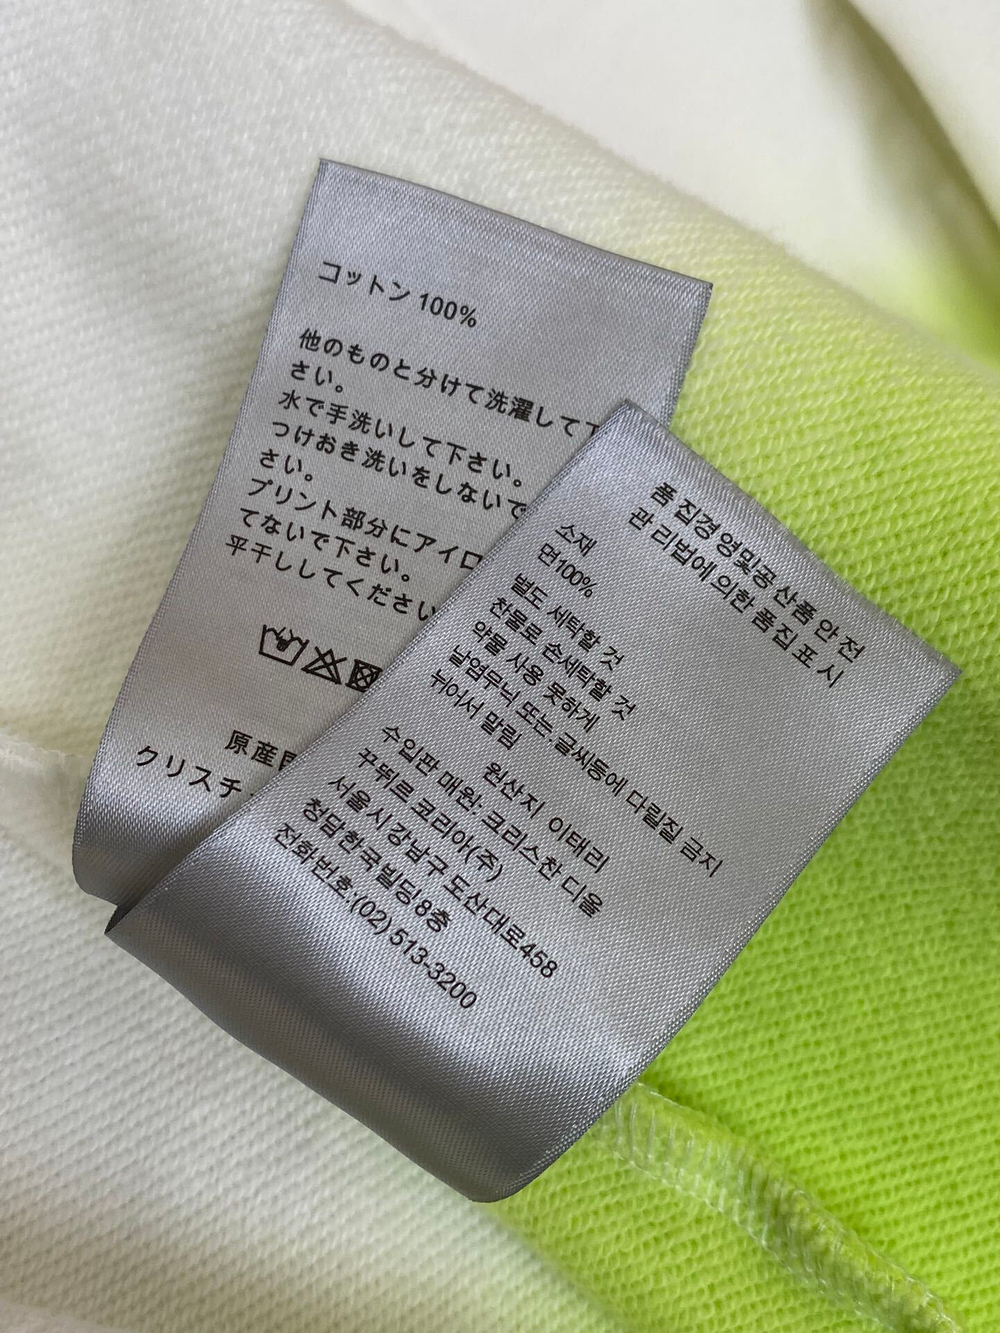 コットン 100%
他のものと分けて洗濯して下
さい。
水で手洗いして下さい。
つけおき洗いをしないで
さい。
プリント部分にアイロ
てないで下さい。
平干ししてください
原産国
クリスチ
품질경영및공산품안전
관리법에의한품질표시
소재
면100%
별도 세탁할 것
찬물로 손세탁할 것
약물 사용 못하게
날염무늬 또는 글씨등에 다림질 금지
뉘어서 말림
원산지 이태리
수입판매원: 크리스찬 디올
꾸뛰르코리아(주)
서울시 강남구 도산대로458
청담한국빌딩8층
전화번호:(02) 513-3200